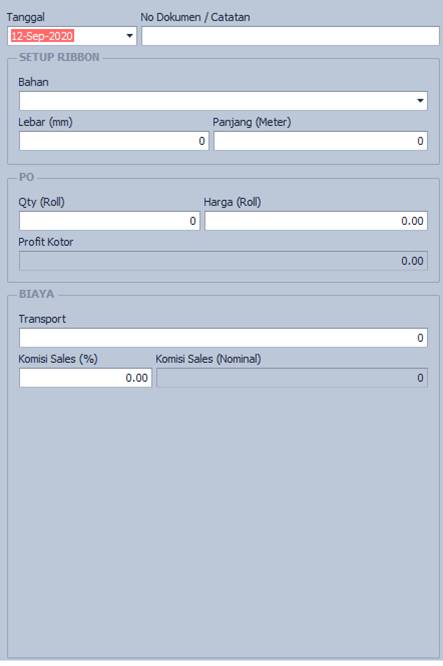 Tanggal No Dokumen / Catatan
12-Sep-2020
SETUP RIBBON
Bahan
Lebar (mm) Panjang (Meter)
0 0
PO
Qty (Roll) Harga (Roll)
0 0.00
Profit Kotor
0.00
BIAYA
Transport
0
Komisi Sales (%) Komisi Sales (Nominal)
0.00 0